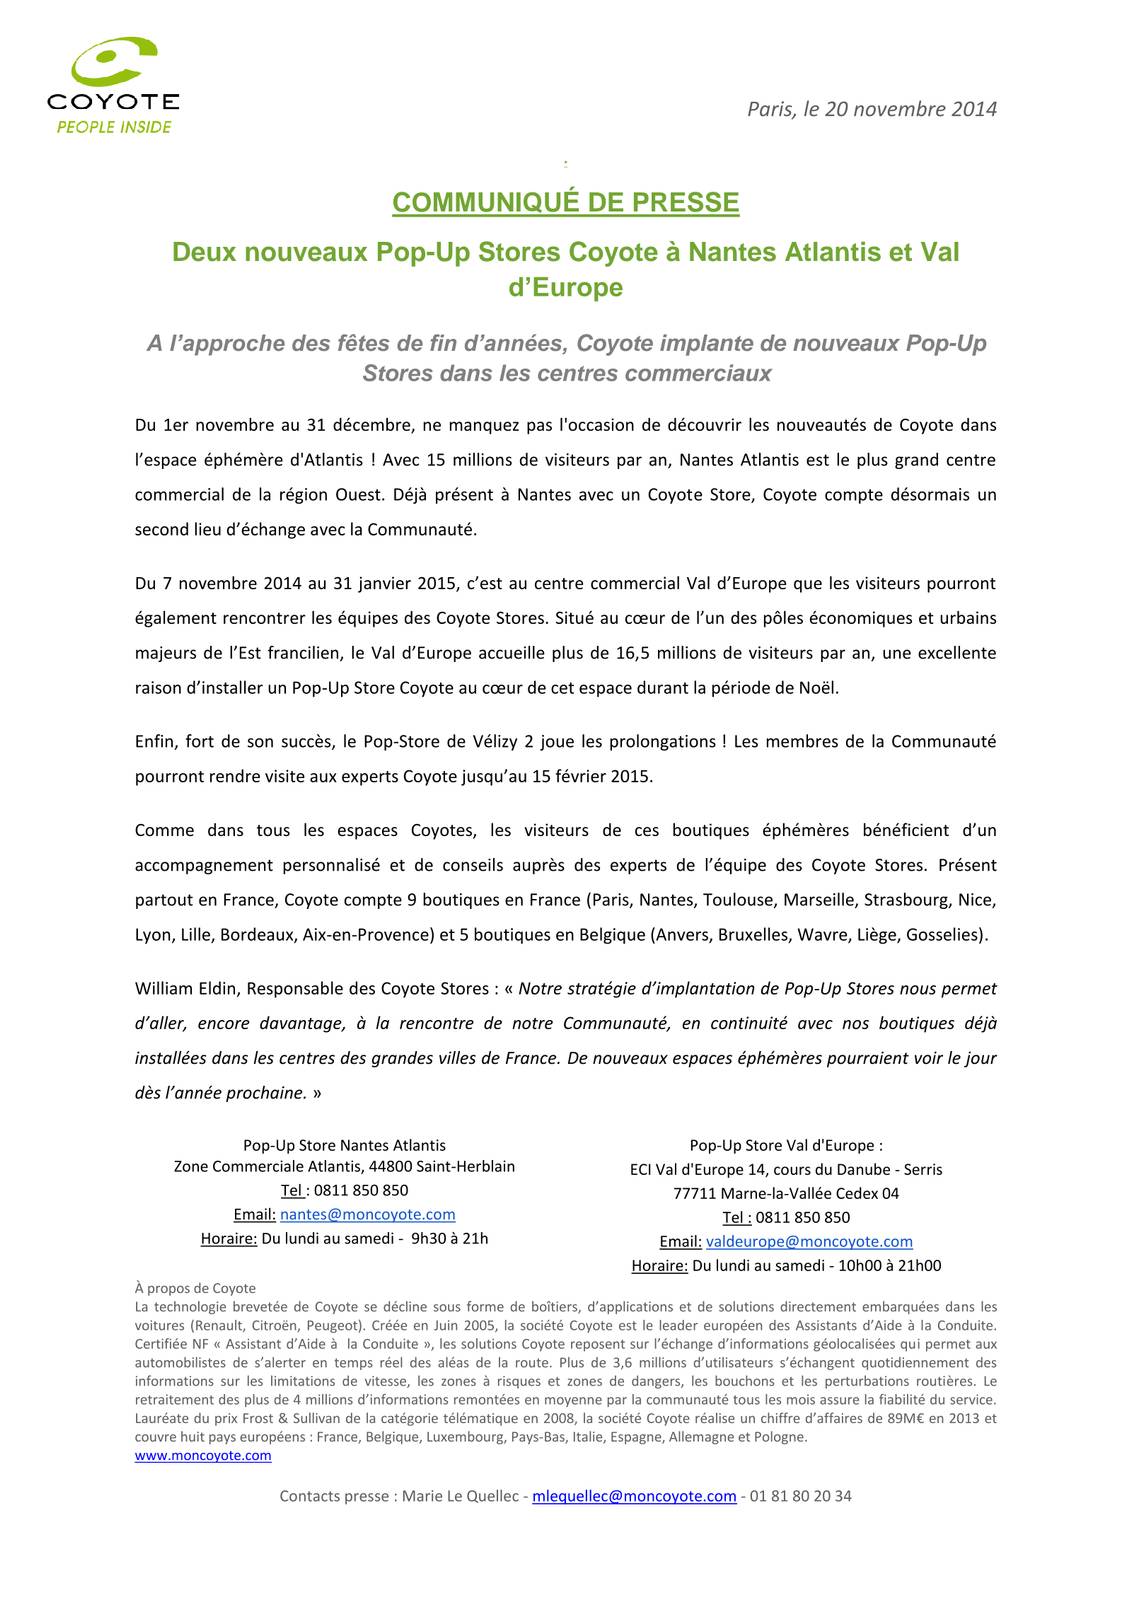 COYOTE
PEOPLE INSIDE
Paris, le 20 novembre 2014
COMMUNIQUÉ DE PRESSE
Deux nouveaux Pop-Up Stores Coyote à Nantes Atlantis et Val
d’Europe
A l’approche des fêtes de fin d’années, Coyote implante de nouveaux Pop-Up
Stores dans les centres commerciaux
Du 1er novembre au 31 décembre, ne manquez pas l'occasion de découvrir les nouveautés de Coyote dans
l’espace éphémère d'Atlantis ! Avec 15 millions de visiteurs par an, Nantes Atlantis est le plus grand centre
commercial de la région Ouest. Déjà présent à Nantes avec un Coyote Store, Coyote compte désormais un
second lieu d’échange avec la Communauté.
Du 7 novembre 2014 au 31 janvier 2015, c’est au centre commercial Val d’Europe que les visiteurs pourront
également rencontrer les équipes des Coyote Stores. Situé au cœur de l’un des pôles économiques et urbains
majeurs de l’Est francilien, le Val d’Europe accueille plus de 16,5 millions de visiteurs par an, une excellente
raison d’installer un Pop-Up Store Coyote au cœur de cet espace durant la période de Noël.
Enfin, fort de son succès, le Pop-Store de Vélizy 2 joue les prolongations ! Les membres de la Communauté
pourront rendre visite aux experts Coyote jusqu’au 15 février 2015.
Comme dans tous les espaces Coyotes, les visiteurs de ces boutiques éphémères bénéficient d’un
accompagnement personnalisé et de conseils auprès des experts de l’équipe des Coyote Stores. Présent
partout en France, Coyote compte 9 boutiques en France (Paris, Nantes, Toulouse, Marseille, Strasbourg, Nice,
Lyon, Lille, Bordeaux, Aix-en-Provence) et 5 boutiques en Belgique (Anvers, Bruxelles, Wavre, Liège, Gosselies).
William Eldin, Responsable des Coyote Stores : « Notre stratégie d’implantation de Pop-Up Stores nous permet
d’aller, encore davantage, à la rencontre de notre Communauté, en continuité avec nos boutiques déjà
installées dans les centres des grandes villes de France. De nouveaux espaces éphémères pourraient voir le jour
dès l’année prochaine. »
Pop-Up Store Nantes Atlantis
Zone Commerciale Atlantis, 44800 Saint-Herblain
Tel : 0811 850 850
Email: nantes@moncoyote.com
Horaire: Du lundi au samedi - 9h30 à 21h
Pop-Up Store Val d'Europe :
ECI Val d'Europe 14, cours du Danube - Serris
77711 Marne-la-Vallée Cedex 04
Tel : 0811 850 850
Email: valdeurope@moncoyote.com
Horaire: Du lundi au samedi - 10h00 à 21h00
À propos de Coyote
La technologie brevetée de Coyote se décline sous forme de boîtiers, d’applications et de solutions directement embarquées dans les
voitures (Renault, Citroën, Peugeot). Créée en Juin 2005, la société Coyote est le leader européen des Assistants d’Aide à la Conduite.
Certifiée NF « Assistant d’Aide à la Conduite », les solutions Coyote reposent sur l’échange d’informations géolocalisées qui permet aux
automobilistes de s’alerter en temps réel des aléas de la route. Plus de 3,6 millions d’utilisateurs s’échangent quotidiennement des
informations sur les limitations de vitesse, les zones à risques et zones de dangers, les bouchons et les perturbations routières. Le
retraitement des plus de 4 millions d’informations remontées en moyenne par la communauté tous les mois assure la fiabilité du service.
Lauréate du prix Frost & Sullivan de la catégorie télématique en 2008, la société Coyote réalise un chiffre d’affaires de 89M€ en 2013 et
couvre huit pays européens : France, Belgique, Luxembourg, Pays-Bas, Italie, Espagne, Allemagne et Pologne.
www.moncoyote.com
Contacts presse : Marie Le Quellec - mlequellec@moncoyote.com - 01 81 80 20 34